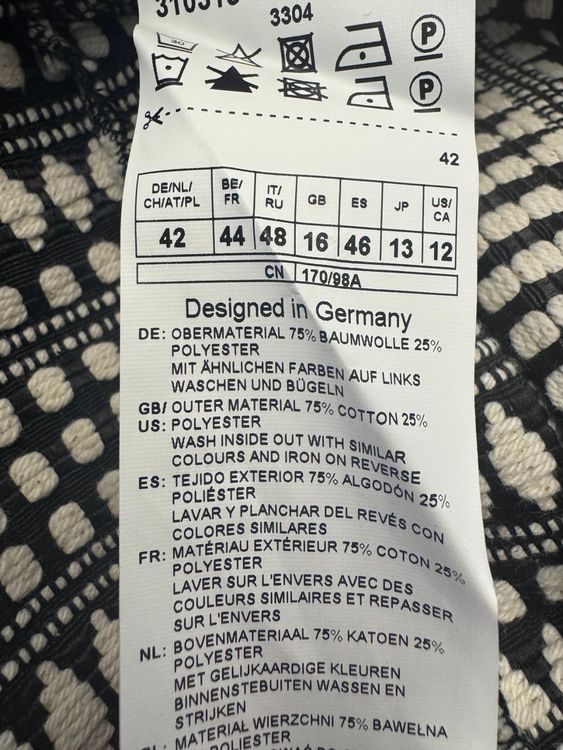 3304
30
P
P
42
DE/NL/ BE/ IT/ GB ES JP US/
CH/AT/PL FR RU CA
42 44 48 16 46 13 12
CN 170/98A
Designed in Germany
DE: OBERMATERIAL 75% BAUMWOLLE 25%
POLYESTER
MIT ÄHNLICHEN FARBEN AUF LINKS
WASCHEN UND BÜGELN
GB/ OUTER MATERIAL 75% COTTON 25%
US: POLYESTER
WASH INSIDE OUT WITH SIMILAR
COLOURS AND IRON ON REVERSE
ES: TEJIDO EXTERIOR 75% ALGODÓN 25%
POLIÉSTER
LAVAR Y PLANCHAR DEL REVÉS CON
COLORES SIMILARES
FR: MATÉRIAU EXTÉRIEUR 75% COTON 25%
POLYESTER
LAVER SUR L'ENVERS AVEC DES
COULEURS SIMILAIRES ET REPASSER
SUR L'ENVERS
NL: BOVENMATERIAAL 75% KATOEN 25%
POLYESTER
MET GELIJKAARDIGE KLEUREN
BINNENSTEBUITEN WASSEN EN
STRIJKEN
PL: MATERIAŁ WIERZCHNI 75% BAWEŁNA
POLIESTER